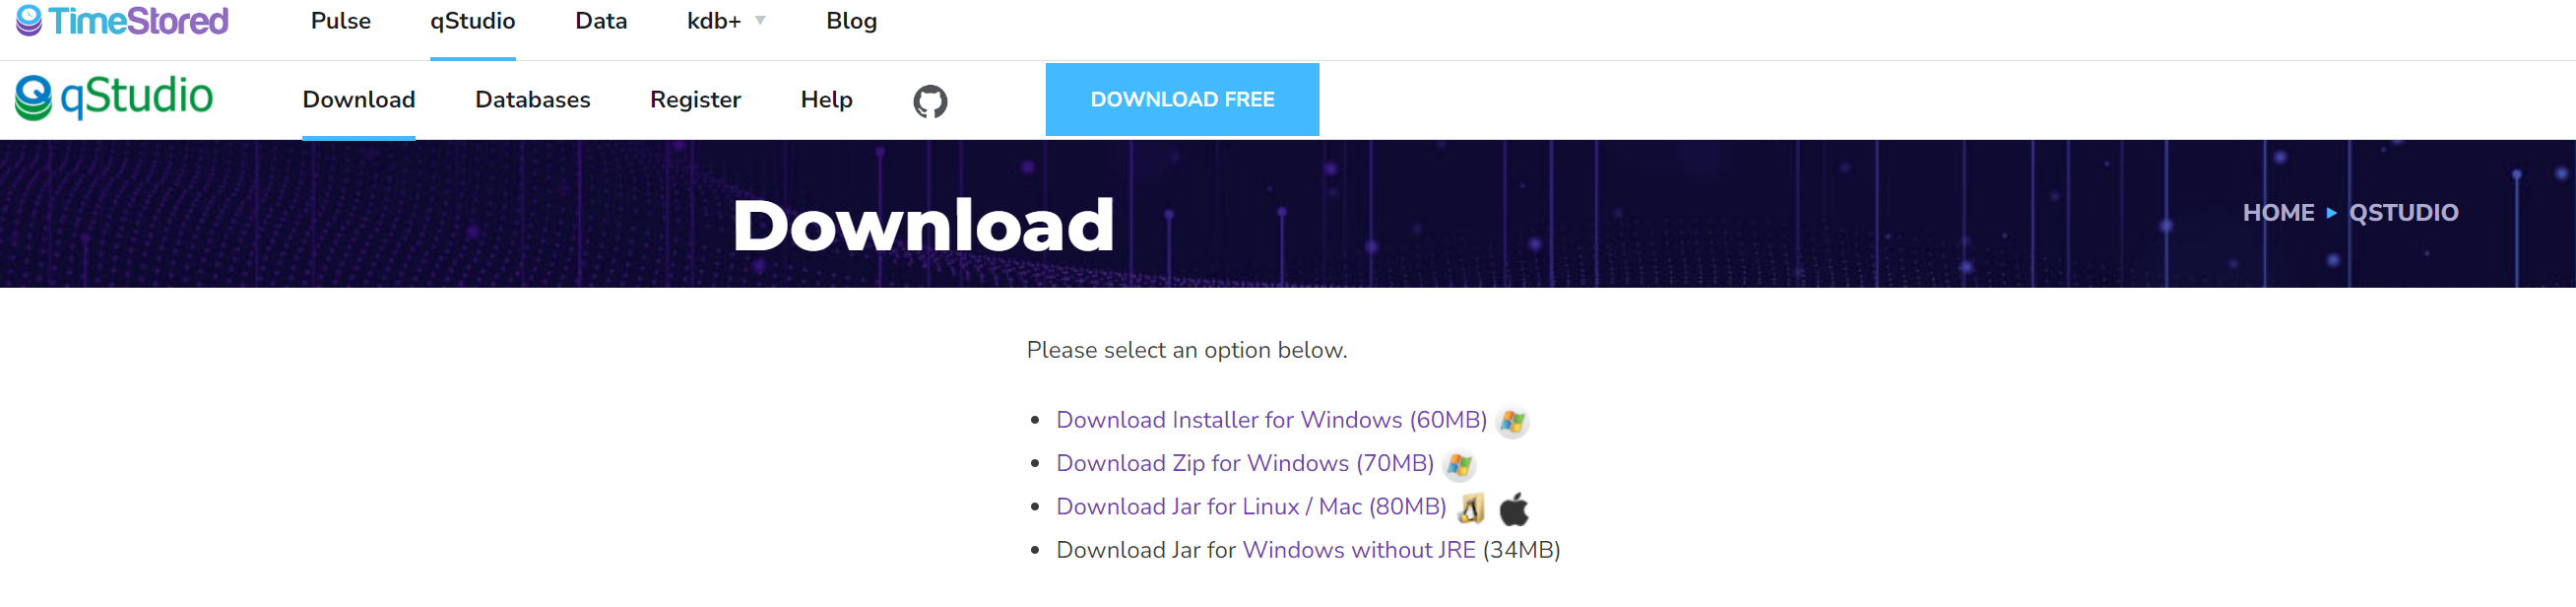 TimeStored Pulse qStudio Data kdb+ Blog
qStudio Download Databases Register Help DOWNLOAD FREE
Download
HOME QSTUDIO
Please select an option below.
Download Installer for Windows (60MB)
Download Zip for Windows (70MB)
Download Jar for Linux / Mac (80MB)
Download Jar for Windows without JRE (34MB)